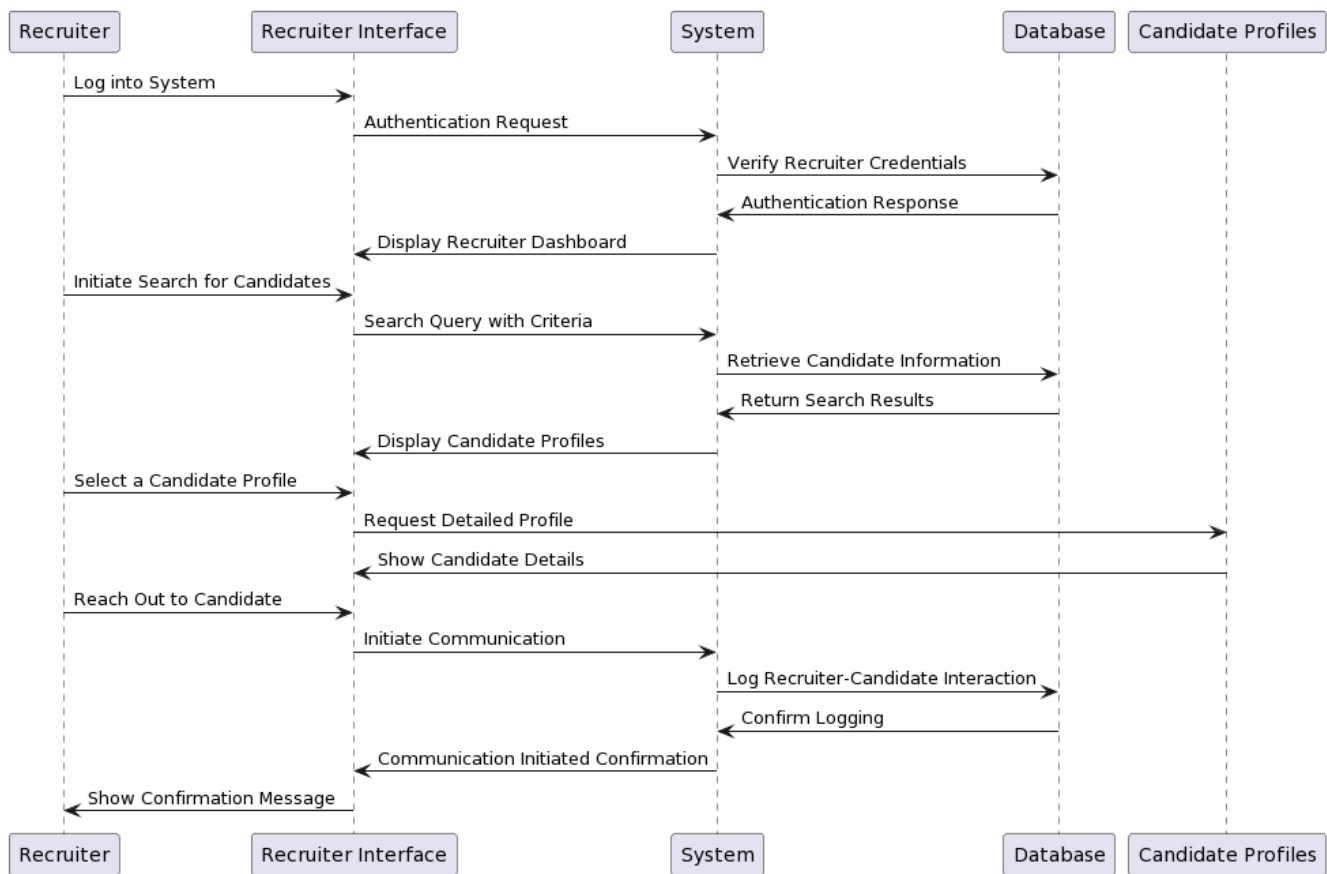 Recruiter
Recruiter Interface
System
Database
Candidate Profiles
Log into System
Authentication Request
Verify Recruiter Credentials
Authentication Response
Display Recruiter Dashboard
Initiate Search for Candidates
Search Query with Criteria
Retrieve Candidate Information
Return Search Results
Display Candidate Profiles
Select a Candidate Profile
Request Detailed Profile
Show Candidate Details
Reach Out to Candidate
Initiate Communication
Log Recruiter-Candidate Interaction
Confirm Logging
Communication Initiated Confirmation
Show Confirmation Message
Recruiter
Recruiter Interface
System
Database
Candidate Profiles